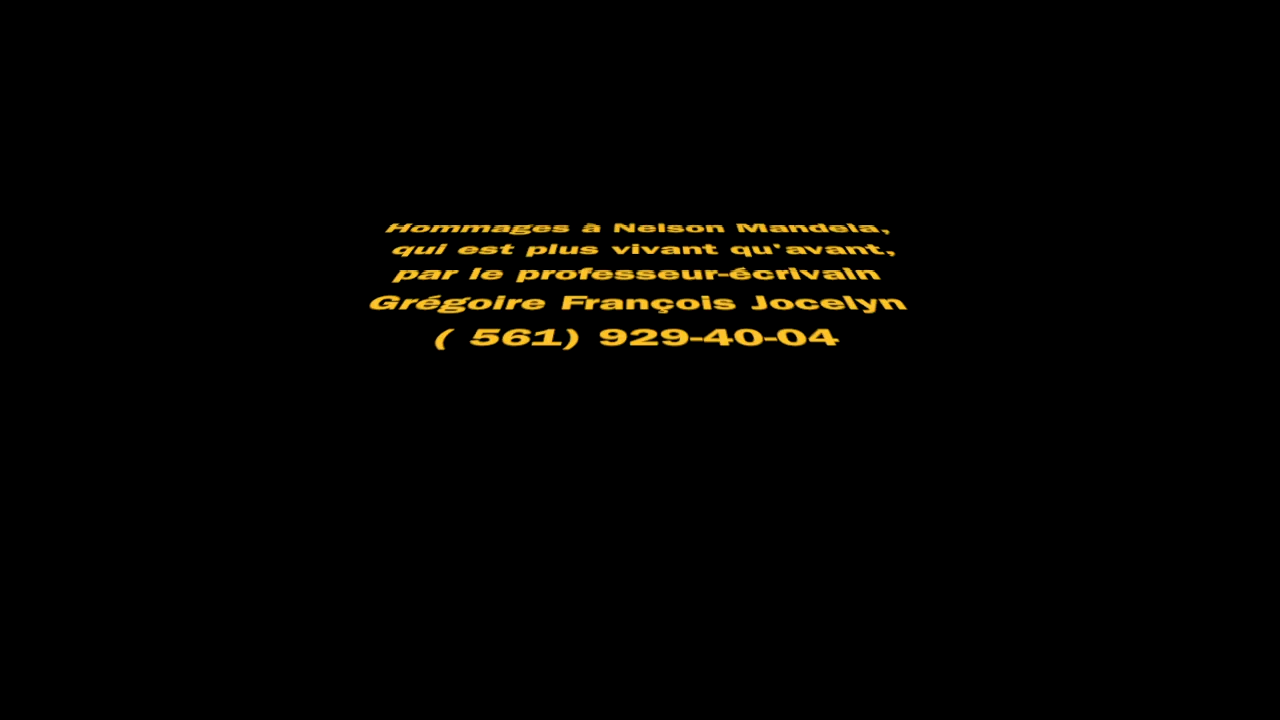 Hommages à Nelson Mandela,
qui est plus vivant qu'avant,
par le professeur-écrivain
Grégoire François Jocelyn
( 561) 929-40-04